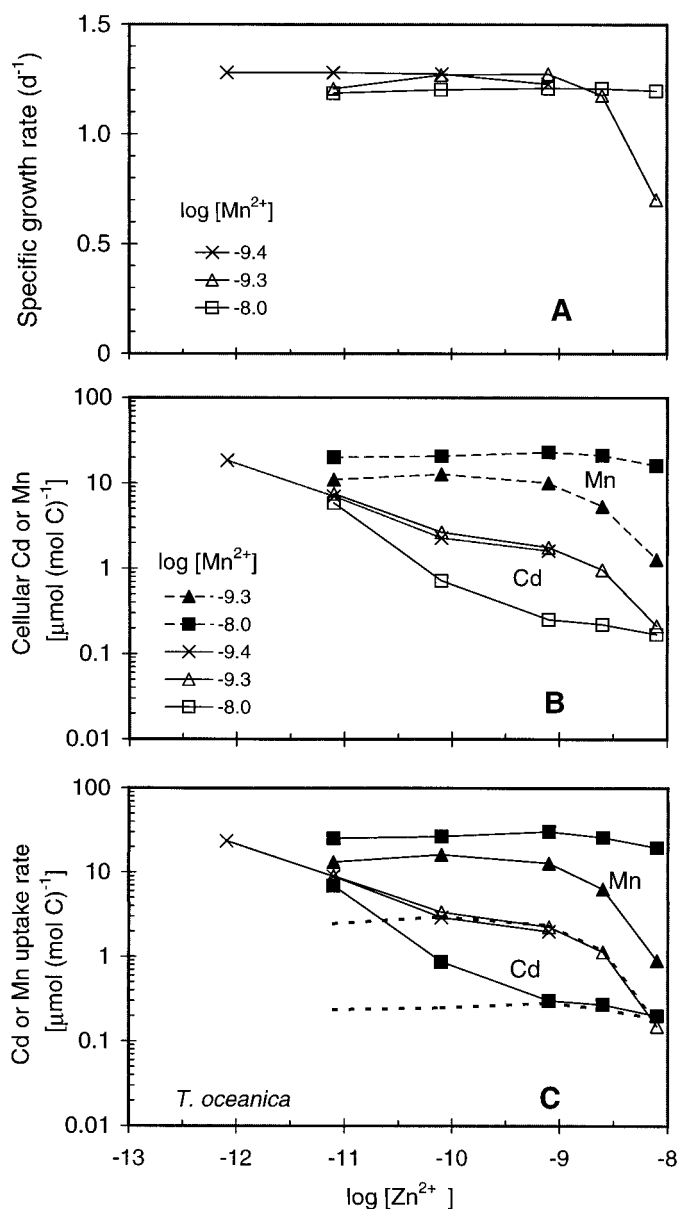 1.5
1.0
0.5
0
Specific growth rate (d⁻¹)
log [Mn²⁺]
-9.4
-9.3
-8.0
A
100
10
1
0.1
0.01
Cellular Cd or Mn
[µmol (mol C)⁻¹
Mn
Cd
log [Mn²⁺]
-9.3
-8.0
-9.4
-9.3
-8.0
B
100
10
1
0.1
0.01
Cd or Mn uptake rate
[µmol (mol C)⁻¹
Mn
Cd
T. oceanica
C
-13 -12 -11 -10 -9 -8
log [Zn²⁺ ]